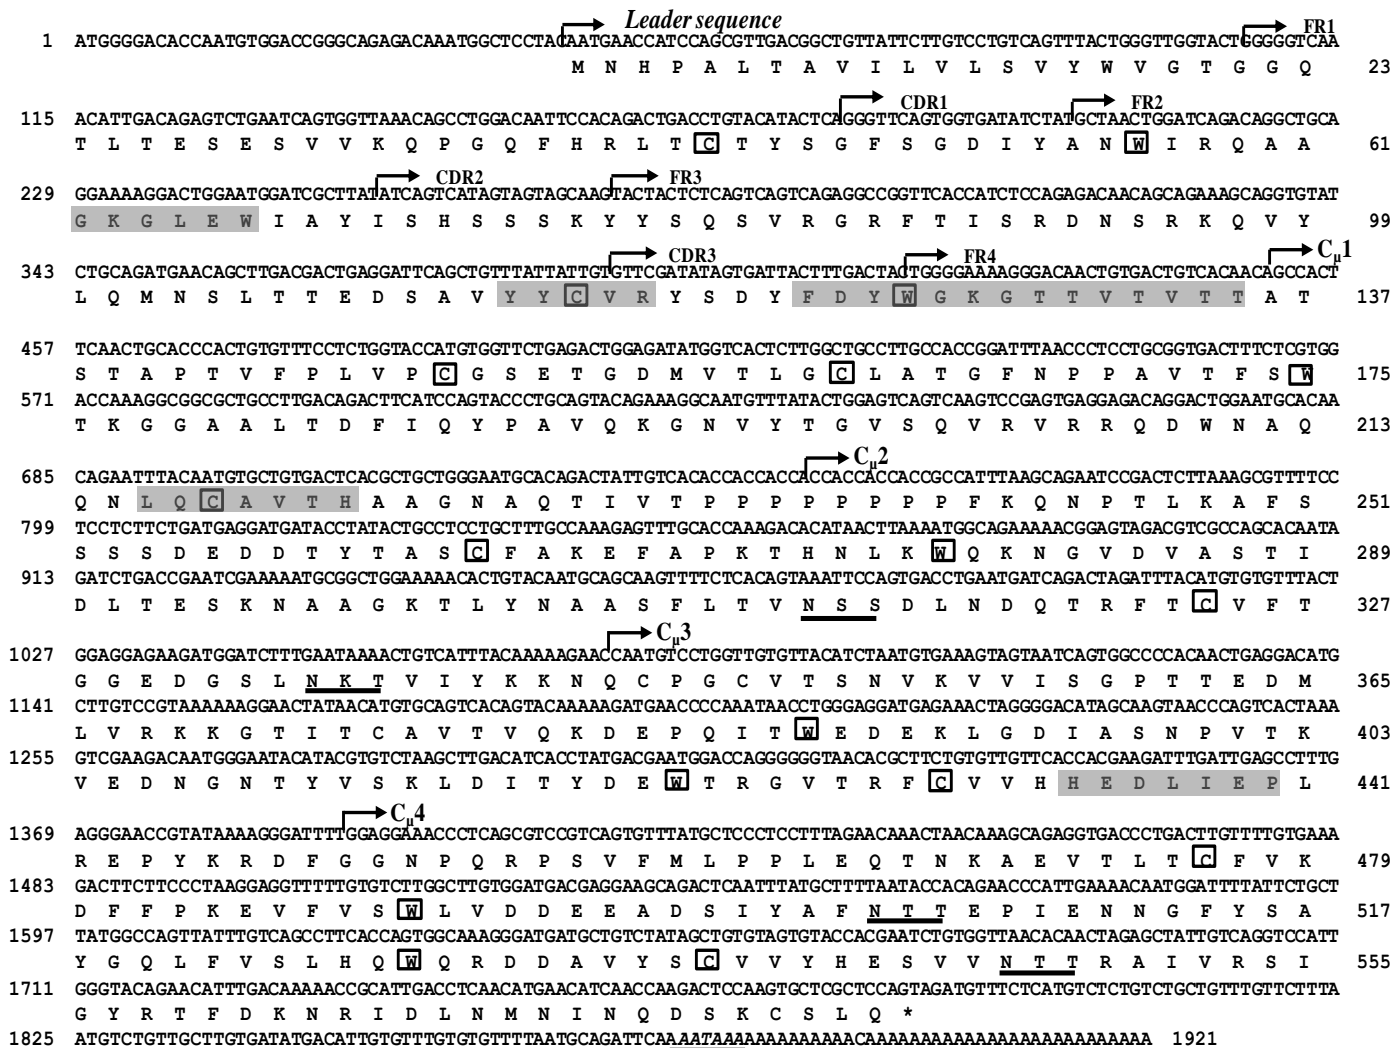 Leader sequence FR1
1 ATGGGGACACCAATGTGGACCGGGCAGAGACAAATGGCTCCTACAATGAACCATCCAGCGTTGACGGCTGTTATTCTTGTCCTGTCAGTTTACTGGGTTGGTACTGGGGGTCAA
M N H P A L T A V I L V L S V Y W V G T G G Q 23
CDR1 FR2
115 ACATTGACAGAGTCTGAATCAGTGGTTAAACAGCCTGGACAATTCCACAGACTGACCTGTACATACTCAGGGTTCAGTGGTGATATCTATGCTAACTGGATCAGACAGGCTGCA
T L T E S E S V V K Q P G Q F H R L T C T Y S G F S G D I Y A N W I R Q A A 61
CDR2 FR3
229 GGAAAAGGACTGGAATGGATCGCTTATATCAGTCATAGTAGTAGCAAGTACTACTCTCAGTCAGTCAGAGGCCGGTTCACCATCTCCAGAGACAACAGCAGAAAGCAGGTGTAT
G K G L E W I A Y I S H S S S K Y Y S Q S V R G R F T I S R D N S R K Q V Y 99
CDR3 FR4 Cμ1
343 CTGCAGATGAACAGCTTGACGACTGAGGATTCAGCTGTTTATTATTGTGTTCGATATAGTGATTACTTTGACTACTGGGGAAAAGGGACAACTGTGACTGTCACAACAGCCACT
L Q M N S L T T E D S A V Y Y C V R Y S D Y F D Y W G K G T T V T V T T A T 137
457 TCAACTGCACCCACTGTGTTTCCTCTGGTACCATGTGGTTCTGAGACTGGAGATATGGTCACTCTTGGCTGCCTTGCCACCGGATTTAACCCTCCTGCGGTGACTTTCTCGTGG
S T A P T V F P L V P C G S E T G D M V T L G C L A T G F N P P A V T F S W 175
571 ACCAAAGGCGGCGCTGCCTTGACAGACTTCATCCAGTACCCTGCAGTACAGAAAGGCAATGTTTATACTGGAGTCAGTCAAGTCCGAGTGAGGAGACAGGACTGGAATGCACAA
T K G G A A L T D F I Q Y P A V Q K G N V Y T G V S Q V R V R R Q D W N A Q 213
Cμ2
685 CAGAATTTACAATGTGCTGTGACTCACGCTGCTGGGAATGCACAGACTATTGTCACACCACCACCACCACCACCACCACCGCCATTTAAGCAGAATCCGACTCTTAAAGCGTTTTCC
Q N L Q C A V T H A A G N A Q T I V T P P P P P P P F K Q N P T L K A F S 251
799 TCCTCTTCTGATGAGGATGATACCTATACTGCCTCCTGCTTTGCCAAAGAGTTTGCACCAAAGACACATAACTTAAAATGGCAGAAAAACGGAGTAGACGTCGCCAGCACAATA
S S S D E D D T Y T A S C F A K E F A P K T H N L K W Q K N G V D V A S T I 289
913 GATCTGACCGAATCGAAAAATGCGGCTGGAAAAACACTGTACAATGCAGCAAGTTTTCTCACAGTAAATTCCAGTGACCTGAATGATCAGACTAGATTTACATGTGTGTTTACT
D L T E S K N A A G K T L Y N A A S F L T V N S S D L N D Q T R F T C V F T 327
Cμ3
1027 GGAGGAGAAGATGGATCTTTGAATAAAACTGTCATTTACAAAAAGAACCAATGTCCTGGTTGTGTTACATCTAATGTGAAAGTAGTAATCAGTGGCCCCACAACTGAGGACATG
G G E D G S L N K T V I Y K K N Q C P G C V T S N V K V V I S G P T T E D M 365
1141 CTTGTCCGTAAAAAAGGAACTATAACATGTGCAGTCACAGTACAAAAAGATGAACCCCAAATAACCTGGGAGGATGAGAAACTAGGGGACATAGCAAGTAACCCAGTCACTAAA
L V R K K G T I T C A V T V Q K D E P Q I T W E D E K L G D I A S N P V T K 403
1255 GTCGAAGACAATGGGAATACATACGTGTCTAAGCTTGACATCACCTATGACGAATGGACCAGGGGGGTAACACGCTTCTGTGTTGTTCACCACGAAGATTTGATTGAGCCTTTG
V E D N G N T Y V S K L D I T Y D E W T R G V T R F C V V H H E D L I E P L 441
Cμ4
1369 AGGGAACCGTATAAAAGGGATTTTGGAGGAAACCCTCAGCGTCCGTCAGTGTTTATGCTCCCTCCTTTAGAACAAACTAACAAAGCAGAGGTGACCCTGACTTGTTTTGTGAAA
R E P Y K R D F G G N P Q R P S V F M L P P L E Q T N K A E V T L T C F V K 479
1483 GACTTCTTCCCTAAGGAGGTTTTTGTGTCTTGGCTTGTGGATGACGAGGAAGCAGACTCAATTTATGCTTTTAATACCACAGAACCCATTGAAAACAATGGATTTTATTCTGCT
D F F P K E V F V S W L V D D E E A D S I Y A F N T T E P I E N N G F Y S A 517
1597 TATGGCCAGTTATTTGTCAGCCTTCACCAGTGGCAAAGGGATGATGCTGTCTATAGCTGTGTAGTGTACCACGAATCTGTGGTTAACACAACTAGAGCTATTGTCAGGTCCATT
Y G Q L F V S L H Q W Q R D D A V Y S C V V Y H E S V V N T T R A I V R S I 555
1711 GGGTACAGAACATTTGACAAAAACCGCATTGACCTCAACATGAACATCAACCAAGACTCCAAGTGCTCGCTCCAGTAGATGTTTCTCATGTCTCTGTCTGCTGTTTGTTCTTTA
G Y R T F D K N R I D L N M N I N Q D S K C S L Q *
1825 ATGTCTGTTGCTTGTGATATGACATTGTGTTTGTGTGTTTTAATGCAGATTCAAAATAAAAAAAAAAAAACAAAAAAAAAAAAAAAAAAAAAAAAA 1921